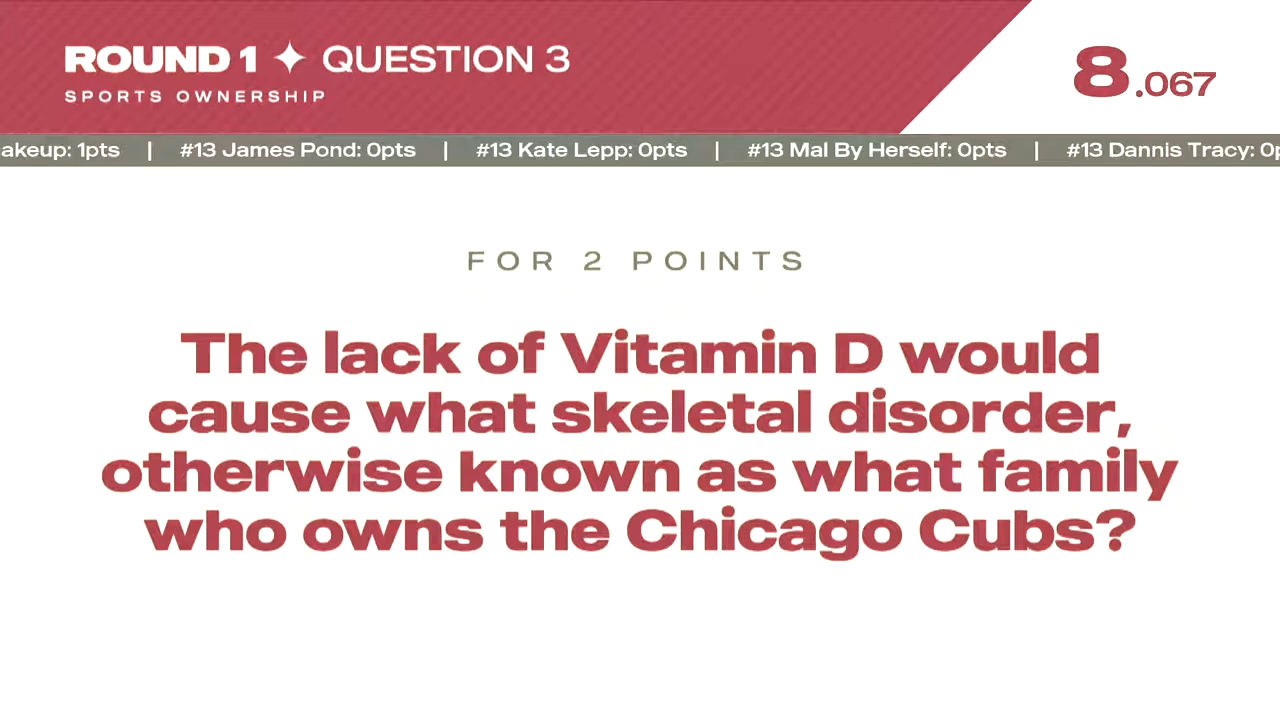 ROUND 1 ✦ QUESTION 3
SPORTS OWNERSHIP
8.067
akeup: 1pts | #13 James Pond: 0pts | #13 Kate Lepp: 0pts | #13 Mal By Herself: 0pts | #13 Dannis Tracy: 0p
FOR 2 POINTS
The lack of Vitamin D would
cause what skeletal disorder,
otherwise known as what family
who owns the Chicago Cubs?